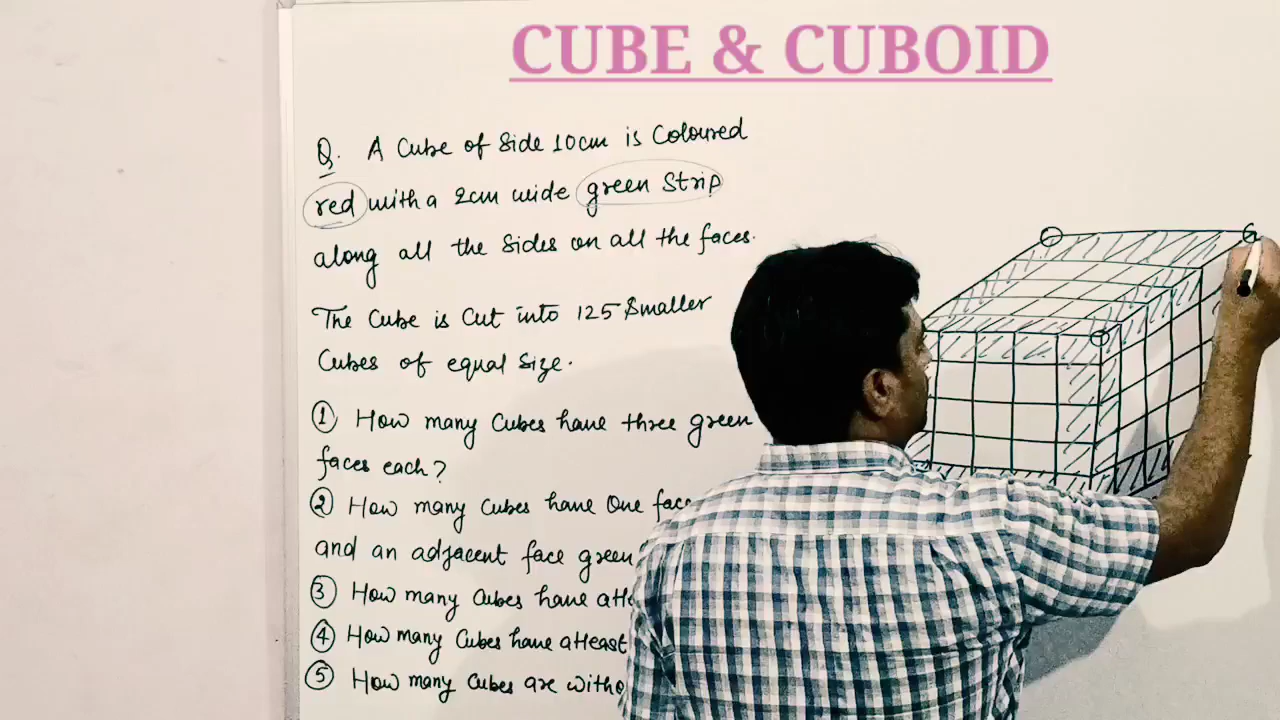 CUBE & CUBOID
Q. A Cube of Side 10cm is Coloured
red with a 2cm wide green Strip
along all the Sides on all the faces.
The Cube is Cut into 125 Smaller
Cubes of equal Size.
① How many Cubes have three green
faces each?
② How many Cubes have One face
and an adjacent face green
③ How many Cubes have
④ How many Cubes have atleast
⑤ How many Cubes are